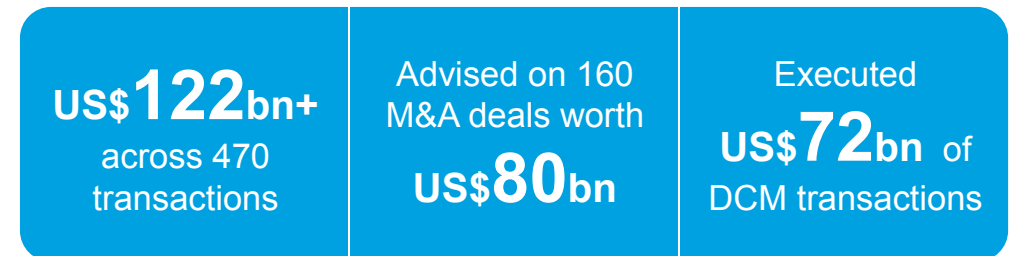 US$122bn+
across 470
transactions
Advised on 160
M&A deals worth
US$80bn
Executed
US$72bn of
DCM transactions